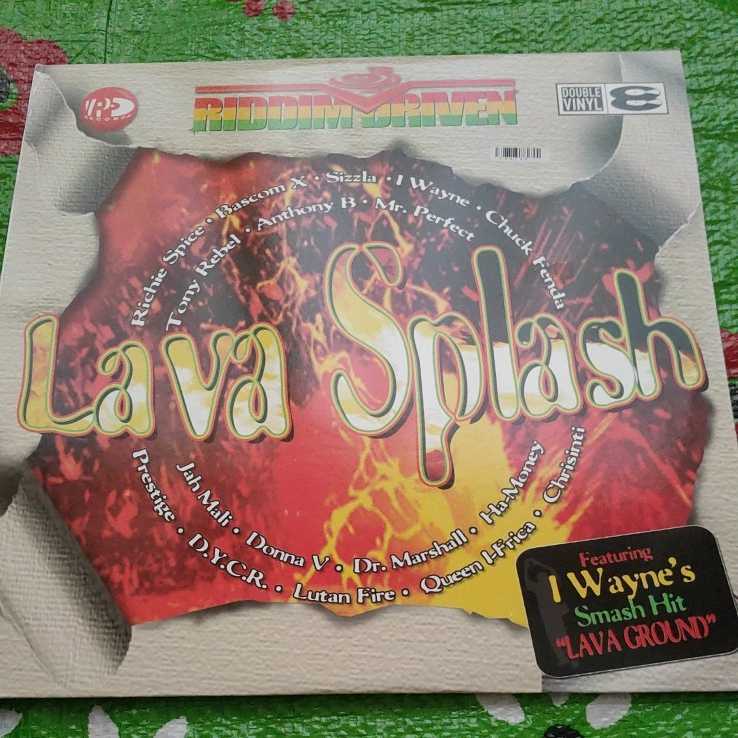 VP
RECORDS
RIDDIM DRIVEN
DOUBLE
VINYL
Richie Spice • Bascom X • Sizzla • I Wayne • Chuck Fenda
Tony Rebel • Anthony B • Mr. Perfect
Lava Splash
Jah Mali • Donna V • Dr. Marshall • Ha-Money
Prestige • D.Y.C.R. • Lutan Fire • Queen I-Frica • Chrisinti
Featuring
I Wayne's
Smash Hit
"LAVA GROUND"